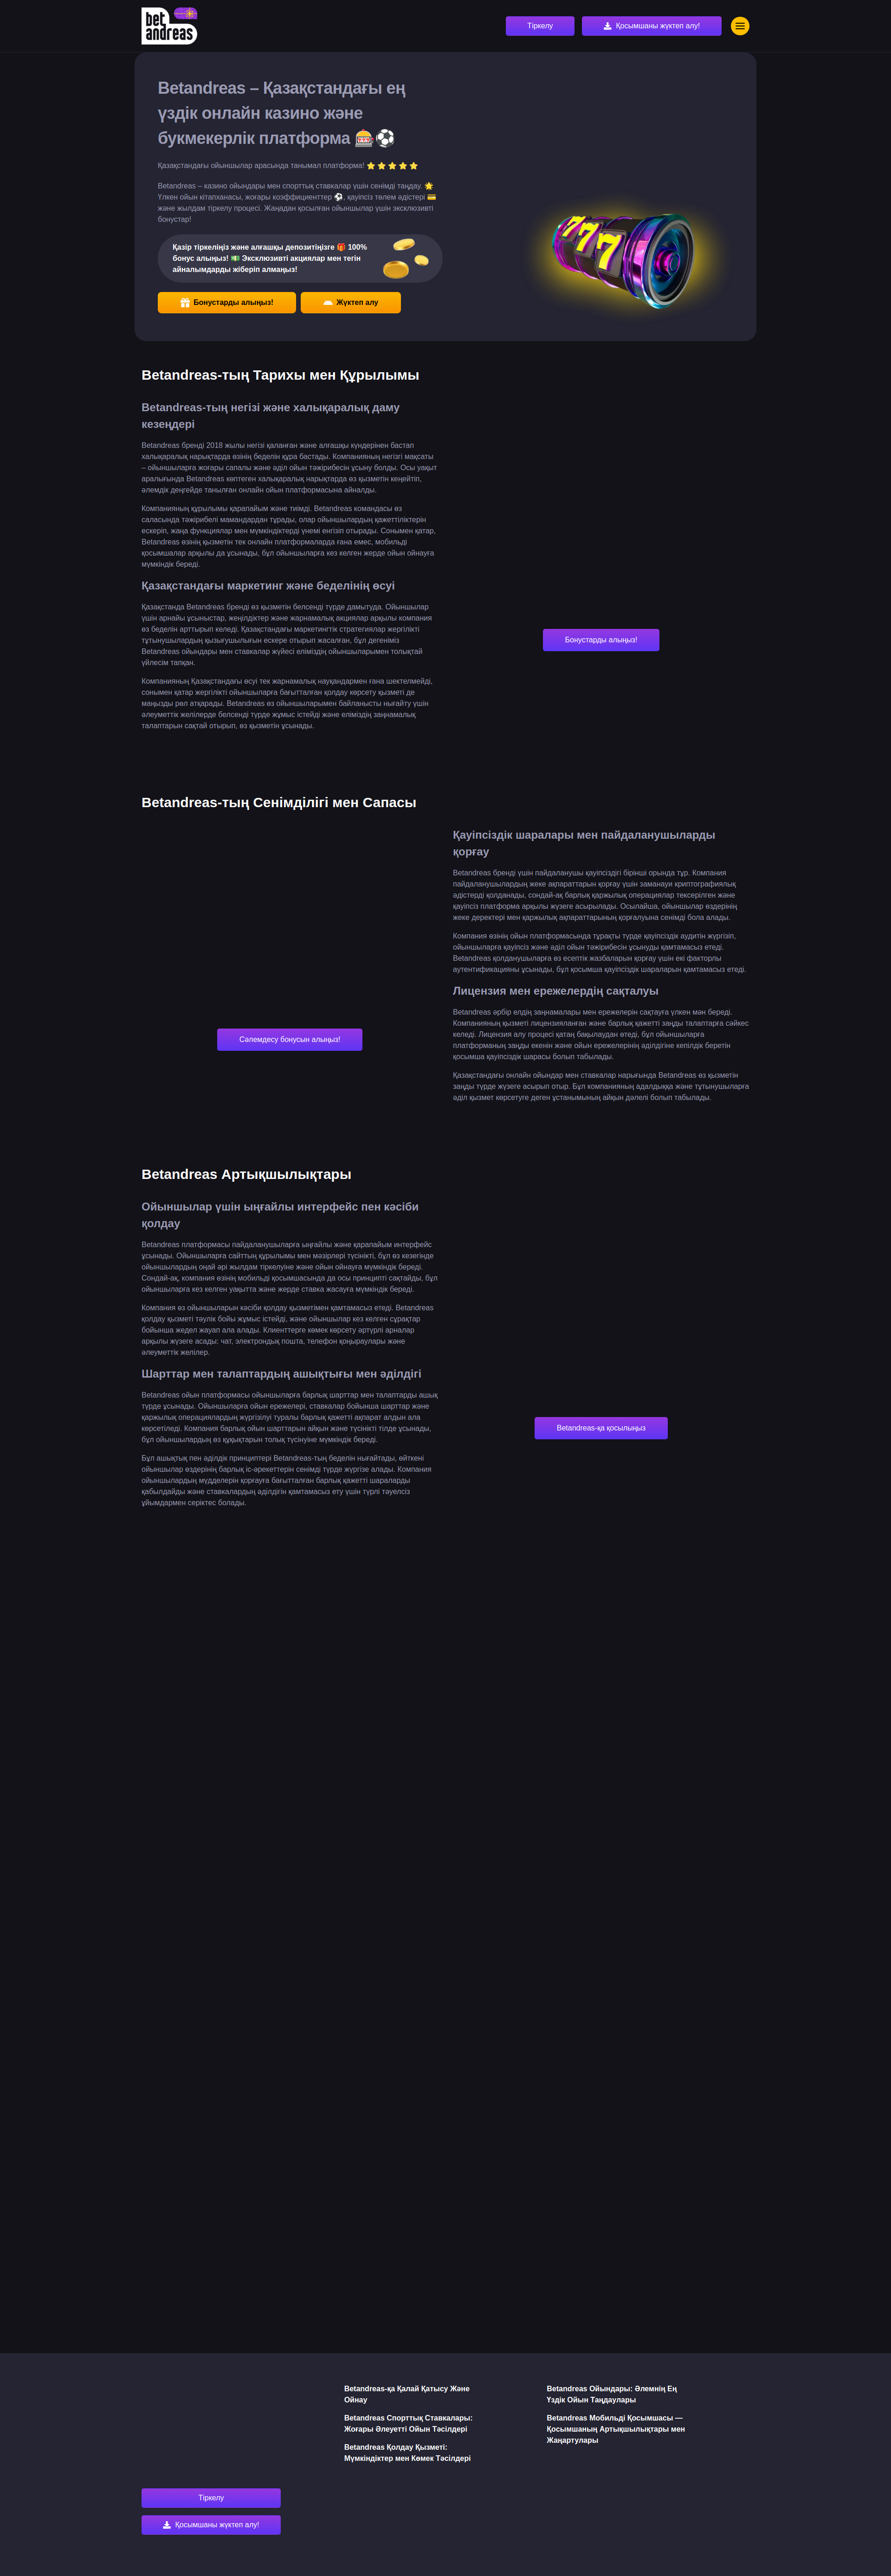 bet
andreas
Тіркелу
Қосымшаны жүктеп алу!
Betandreas – Қазақстандағы ең
үздік онлайн казино және
букмекерлік платформа 🎰⚽
Қазақстандағы ойыншылар арасында танымал платформа! ⭐⭐⭐⭐⭐
Betandreas – казино ойындары мен спорттық ставкалар үшін сенімді таңдау. 🌟
Үлкен ойын кітапханасы, жоғары коэффициенттер ⚽, қауіпсіз төлем әдістері 💳
және жылдам тіркелу процесі. Жаңадан қосылған ойыншылар үшін эксклюзивті
бонустар!
Қазір тіркеліңіз және алғашқы депозитіңізге 🎁 100%
бонус алыңыз! 💵 Эксклюзивті акциялар мен тегін
айналымдарды жіберіп алмаңыз!
777
Бонустарды алыңыз!
Жүктеп алу
Betandreas-тың Тарихы мен Құрылымы
Betandreas-тың негізі және халықаралық даму
кезеңдері
Betandreas бренді 2018 жылы негізі қаланған және алғашқы күндерінен бастап
халықаралық нарықтарда өзінің беделін құра бастады. Компанияның негізгі мақсаты
– ойыншыларға жоғары сапалы және әділ ойын тәжірибесін ұсыну болды. Осы уақыт
аралығында Betandreas көптеген халықаралық нарықтарда өз қызметін кеңейтіп,
әлемдік деңгейде танылған онлайн ойын платформасына айналды.
Компанияның құрылымы қарапайым және тиімді. Betandreas командасы өз
саласында тәжірибелі мамандардан тұрады, олар ойыншылардың қажеттіліктерін
ескеріп, жаңа функциялар мен мүмкіндіктерді үнемі енгізіп отырады. Сонымен қатар,
Betandreas өзінің қызметін тек онлайн платформаларда ғана емес, мобильді
қосымшалар арқылы да ұсынады, бұл ойыншыларға кез келген жерде ойын ойнауға
мүмкіндік береді.
Қазақстандағы маркетинг және беделінің өсуі
Қазақстанда Betandreas бренді өз қызметін белсенді түрде дамытуда. Ойыншылар
үшін арнайы ұсыныстар, жеңілдіктер және жарнамалық акциялар арқылы компания
өз беделін арттырып келеді. Қазақстандағы маркетингтік стратегиялар жергілікті
тұтынушылардың қызығушылығын ескере отырып жасалған, бұл дегеніміз
Betandreas ойындары мен ставкалар жүйесі еліміздің ойыншыларымен толықтай
үйлесім тапқан.
Бонустарды алыңыз!
Компанияның Қазақстандағы өсуі тек жарнамалық науқандармен ғана шектелмейді,
сонымен қатар жергілікті ойыншыларға бағытталған қолдау көрсету қызметі де
маңызды рөл атқарады. Betandreas өз ойыншыларымен байланысты нығайту үшін
әлеуметтік желілерде белсенді түрде жұмыс істейді және еліміздің заңнамалық
талаптарын сақтай отырып, өз қызметін ұсынады.
Betandreas-тың Сенімділігі мен Сапасы
Қауіпсіздік шаралары мен пайдаланушыларды
қорғау
Betandreas бренді үшін пайдаланушы қауіпсіздігі бірінші орында тұр. Компания
пайдаланушылардың жеке ақпараттарын қорғау үшін заманауи криптографиялық
әдістерді қолданады, сондай-ақ барлық қаржылық операциялар тексерілген және
қауіпсіз платформа арқылы жүзеге асырылады. Осылайша, ойыншылар өздерінің
жеке деректері мен қаржылық ақпараттарының қорғалуына сенімді бола алады.
Компания өзінің ойын платформасында тұрақты түрде қауіпсіздік аудитін жүргізіп,
ойыншыларға қауіпсіз және әділ ойын тәжірибесін ұсынуды қамтамасыз етеді.
Betandreas қолданушыларға өз есептік жазбаларын қорғау үшін екі факторлы
аутентификацияны ұсынады, бұл қосымша қауіпсіздік шараларын қамтамасыз етеді.
Лицензия мен ережелердің сақталуы
Betandreas әрбір елдің заңнамалары мен ережелерін сақтауға үлкен мән береді.
Компанияның қызметі лицензияланған және барлық қажетті заңды талаптарға сәйкес
келеді. Лицензия алу процесі қатаң бақылаудан өтеді, бұл ойыншыларға
платформаның заңды екенін және ойын ережелерінің әділдігіне кепілдік беретін
қосымша қауіпсіздік шарасы болып табылады.
Қазақстандағы онлайн ойындар мен ставкалар нарығында Betandreas өз қызметін
заңды түрде жүзеге асырып отыр. Бұл компанияның адалдыққа және тұтынушыларға
әділ қызмет көрсетуге деген ұстанымының айқын дәлелі болып табылады.
Сәлемдесу бонусын алыңыз!
Betandreas Артықшылықтары
Ойыншылар үшін ыңғайлы интерфейс пен кәсіби
қолдау
Betandreas платформасы пайдаланушыларға ыңғайлы және қарапайым интерфейс
ұсынады. Ойыншыларға сайттың құрылымы мен мәзірлері түсінікті, бұл өз кезегінде
ойыншылардың оңай әрі жылдам тіркелуіне және ойын ойнауға мүмкіндік береді.
Сондай-ақ, компания өзінің мобильді қосымшасында да осы принципті сақтайды, бұл
ойыншыларға кез келген уақытта және жерде ставка жасауға мүмкіндік береді.
Компания өз ойыншыларын кәсіби қолдау қызметімен қамтамасыз етеді. Betandreas
қолдау қызметі тәулік бойы жұмыс істейді, және ойыншылар кез келген сұрақтар
бойынша жедел жауап ала алады. Клиенттерге көмек көрсету әртүрлі арналар
арқылы жүзеге асады: чат, электрондық пошта, телефон қоңыраулары және
әлеуметтік желілер.
Шарттар мен талаптардың ашықтығы мен әділдігі
Betandreas ойын платформасы ойыншыларға барлық шарттар мен талаптарды ашық
түрде ұсынады. Ойыншыларға ойын ережелері, ставкалар бойынша шарттар және
қаржылық операциялардың жүргізілуі туралы барлық қажетті ақпарат алдын ала
көрсетіледі. Компания барлық ойын шарттарын айқын және түсінікті тілде ұсынады,
бұл ойыншылардың өз құқықтарын толық түсінуіне мүмкіндік береді.
Betandreas-қа қосылыңыз
Бұл ашықтық пен әділдік принциптері Betandreas-тың беделін нығайтады, өйткені
ойыншылар өздерінің барлық іс-әрекеттерін сенімді түрде жүргізе алады. Компания
ойыншылардың мүдделерін қорғауға бағытталған барлық қажетті шараларды
қабылдайды және ставкалардың әділдігін қамтамасыз ету үшін түрлі тәуелсіз
ұйымдармен серіктес болады.
Betandreas-қа Қалай Қатысу Және
Ойнау
Betandreas Спорттық Ставкалары:
Жоғары Әлеуетті Ойын Тәсілдері
Betandreas Қолдау Қызметі:
Мүмкіндіктер мен Көмек Тәсілдері
Betandreas Ойындары: Әлемнің Ең
Үздік Ойын Таңдаулары
Betandreas Мобильді Қосымшасы —
Қосымшаның Артықшылықтары мен
Жаңартулары
Тіркелу
Қосымшаны жүктеп алу!